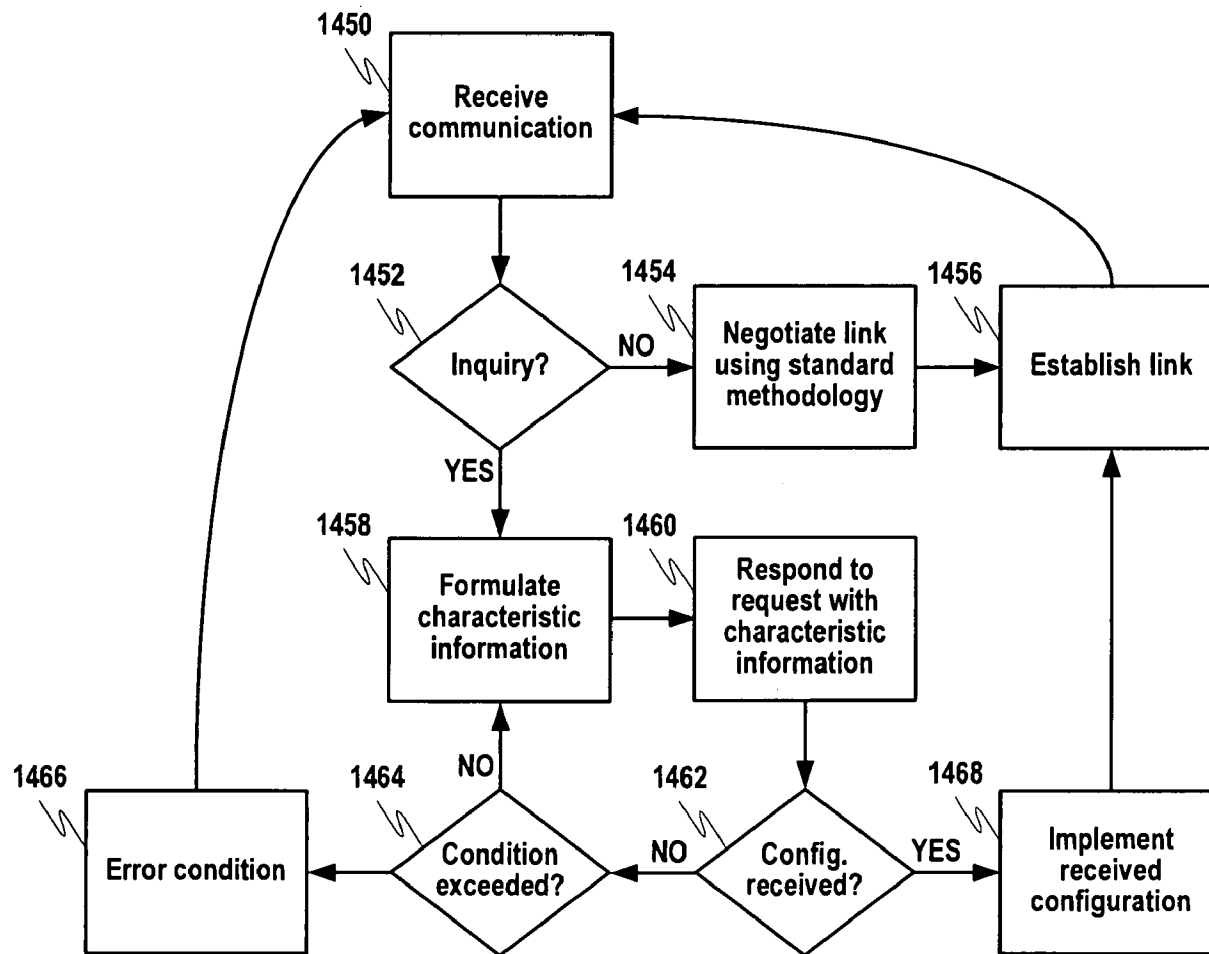 1450
Receive
communication
1452
Inquiry?
NO
1454
Negotiate link
using standard
methodology
1456
Establish link
YES
1458
Formulate
characteristic
information
1460
Respond to
request with
characteristic
information
1466
Error condition
1464
NO
Condition
exceeded?
1462
NO
Config.
received?
YES
1468
Implement
received
configuration